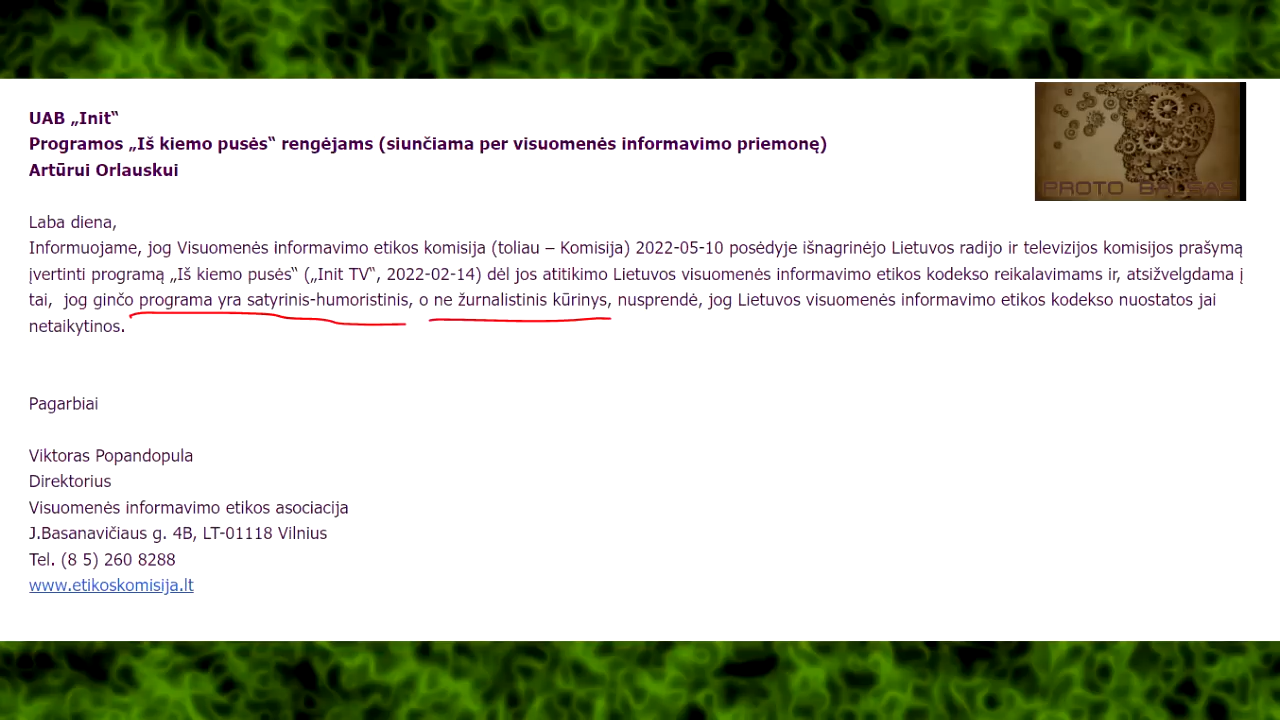 UAB „Init“
Programos „Iš kiemo pusės“ rengėjams (siunčiama per visuomenės informavimo priemonę)
Artūrui Orlauskui
PROTO BALSAS
Laba diena,
Informuojame, jog Visuomenės informavimo etikos komisija (toliau – Komisija) 2022-05-10 posėdyje išnagrinėjo Lietuvos radijo ir televizijos komisijos prašymą
įvertinti programą „Iš kiemo pusės“ („Init TV“, 2022-02-14) dėl jos atitikimo Lietuvos visuomenės informavimo etikos kodekso reikalavimams ir, atsižvelgdama į
tai, jog ginčo programa yra satyrinis-humoristinis, o ne žurnalistinis kūrinys, nusprendė, jog Lietuvos visuomenės informavimo etikos kodekso nuostatos jai
netaikytinos.
Pagarbiai
Viktoras Popandopula
Direktorius
Visuomenės informavimo etikos asociacija
J.Basanavičiaus g. 4B, LT-01118 Vilnius
Tel. (8 5) 260 8288
www.etikoskomisija.lt